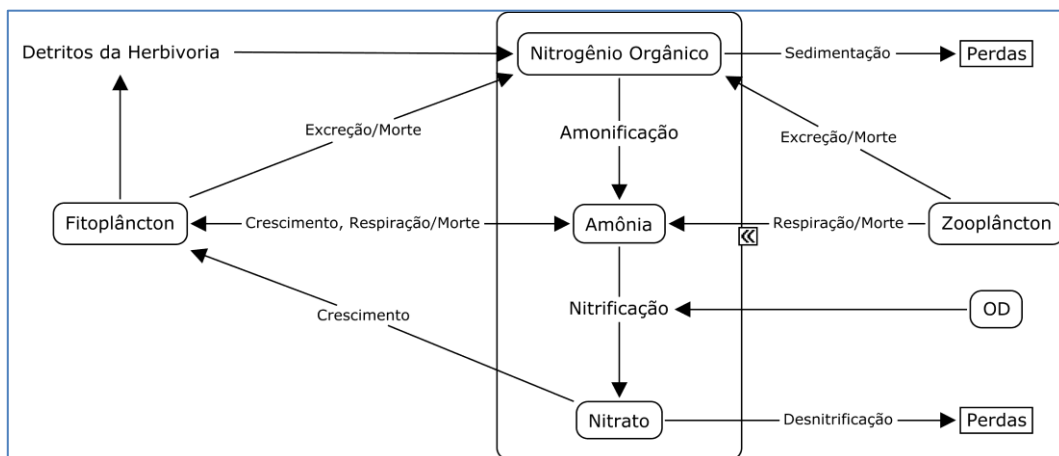 Detritos da Herbivoria
Nitrogênio Orgânico
Sedimentação
Perdas
Excreção/Morte
Amonificação
Excreção/Morte
Fitoplâncton
Crescimento, Respiração/Morte
Amônia
Respiração/Morte
Zooplâncton
Crescimento
Nitrificação
OD
Nitrato
Desnitrificação
Perdas